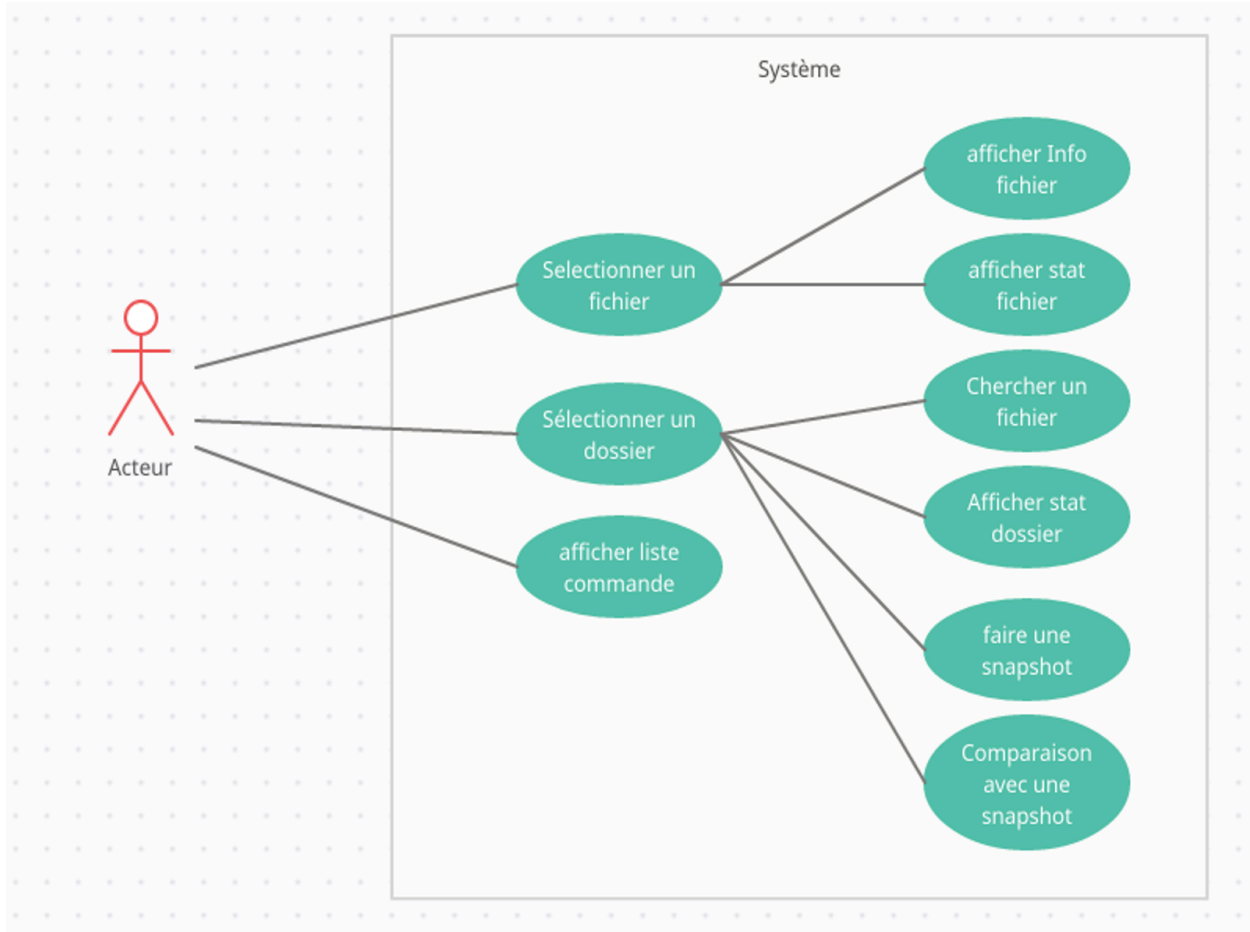 Système
afficher Info
fichier
Selectionner un
fichier
afficher stat
fichier
Chercher un
fichier
Sélectionner un
dossier
Acteur
Afficher stat
dossier
afficher liste
commande
faire une
snapshot
Comparaison
avec une
snapshot